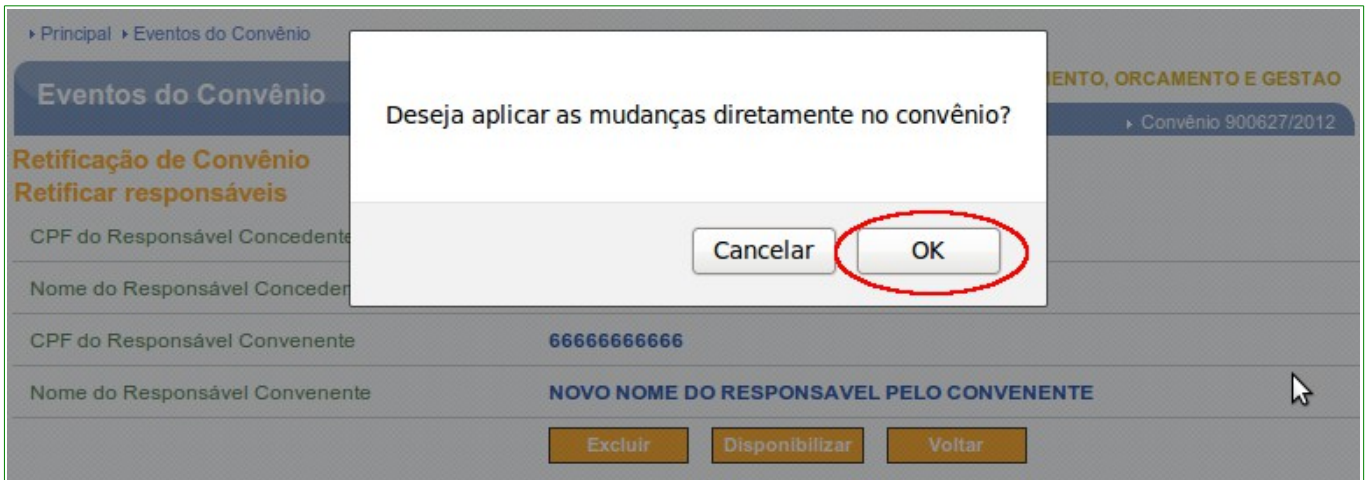 Principal Eventos do Convênio
Eventos do Convênio
ENTO, ORCAMENTO E GESTAO
Convênio 900627/2012
Deseja aplicar as mudanças diretamente no convênio?
Cancelar OK
Retificação de Convênio
Retificar responsáveis
CPF do Responsável Concedente
Nome do Responsável Conceden
CPF do Responsável Convenente 66666666666
Nome do Responsável Convenente NOVO NOME DO RESPONSAVEL PELO CONVENENTE
Excluir Disponibilizar Voltar